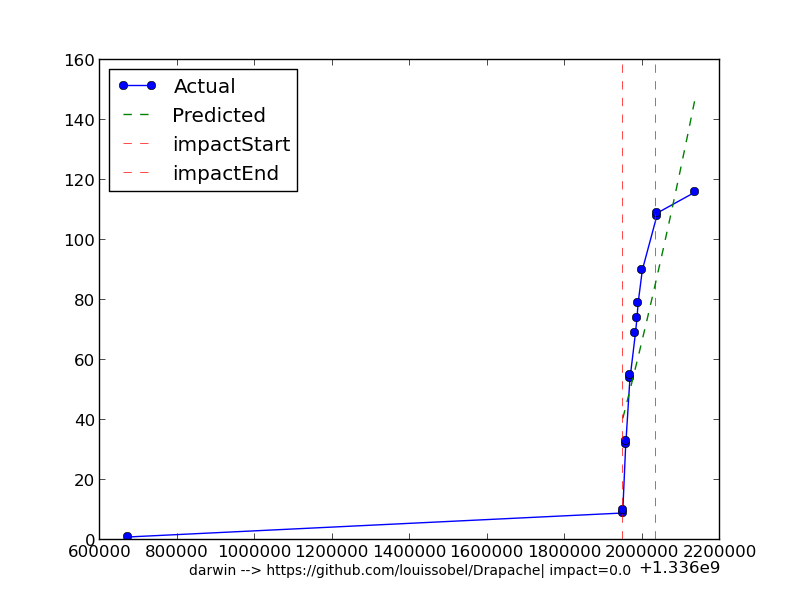 160
140
120
100
80
60
40
20
0
Actual
Predicted
impactStart
impactEnd
600000 800000 1000000 1200000 1400000 1600000 1800000 2000000 2200000
+1.336e9
darwin --> https://github.com/louissobel/Drapache| impact=0.0